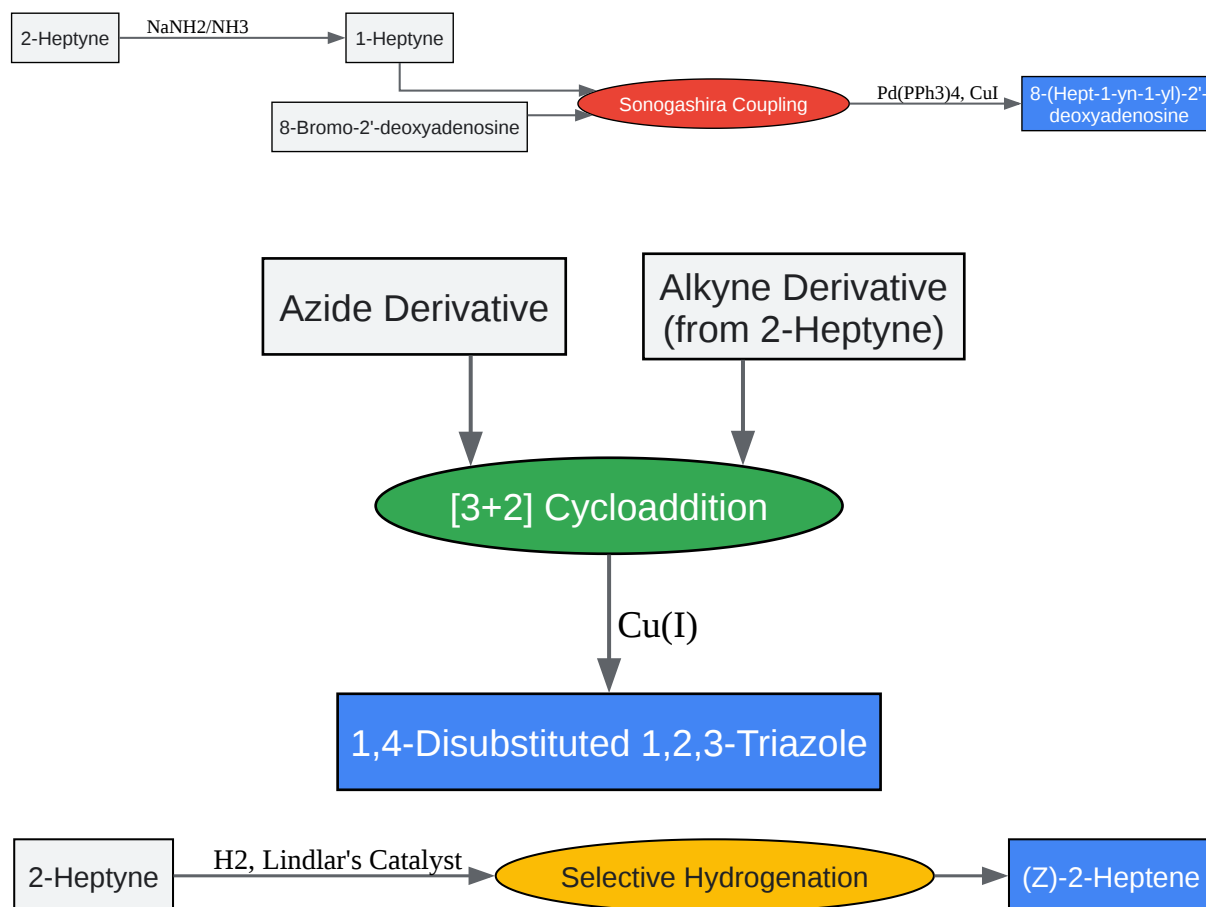 2-Heptyne
NaNH2/NH3
1-Heptyne
8-Bromo-2'-deoxyadenosine
Sonogashira Coupling
Pd(PPh3)4, CuI
8-(Hept-1-yn-1-yl)-2'-
deoxyadenosine
Azide Derivative
Alkyne Derivative
(from 2-Heptyne)
[3+2] Cycloaddition
Cu(I)
1,4-Disubstituted 1,2,3-Triazole
2-Heptyne
H2, Lindlar's Catalyst
Selective Hydrogenation
(Z)-2-Heptene